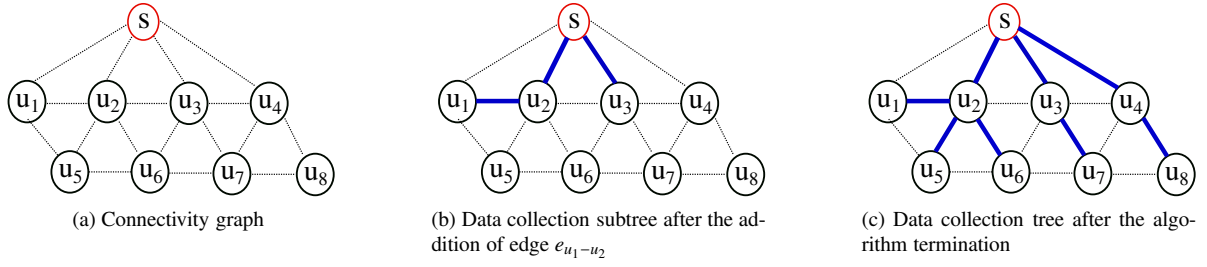 s s s
u₁ u₂ u₃ u₄ u₁ u₂ u₃ u₄ u₁ u₂ u₃ u₄
u₅ u₆ u₇ u₈ u₅ u₆ u₇ u₈ u₅ u₆ u₇ u₈
(a) Connectivity graph
(b) Data collection subtree after the ad-
dition of edge e_{u₁−u₂}
(c) Data collection tree after the algo-
rithm termination